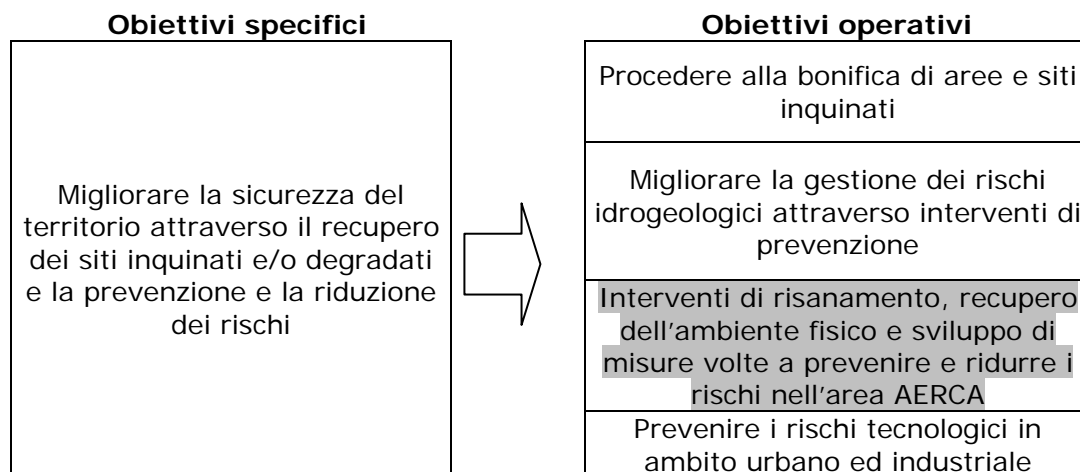 Obiettivi specifici
Migliorare la sicurezza del
territorio attraverso il recupero
dei siti inquinati e/o degradati
e la prevenzione e la riduzione
dei rischi
Obiettivi operativi
Procedere alla bonifica di aree e siti
inquinati
Migliorare la gestione dei rischi
idrogeologici attraverso interventi di
prevenzione
Interventi di risanamento, recupero
dell'ambiente fisico e sviluppo di
misure volte a prevenire e ridurre i
rischi nell'area AERCA
Prevenire i rischi tecnologici in
ambito urbano ed industriale